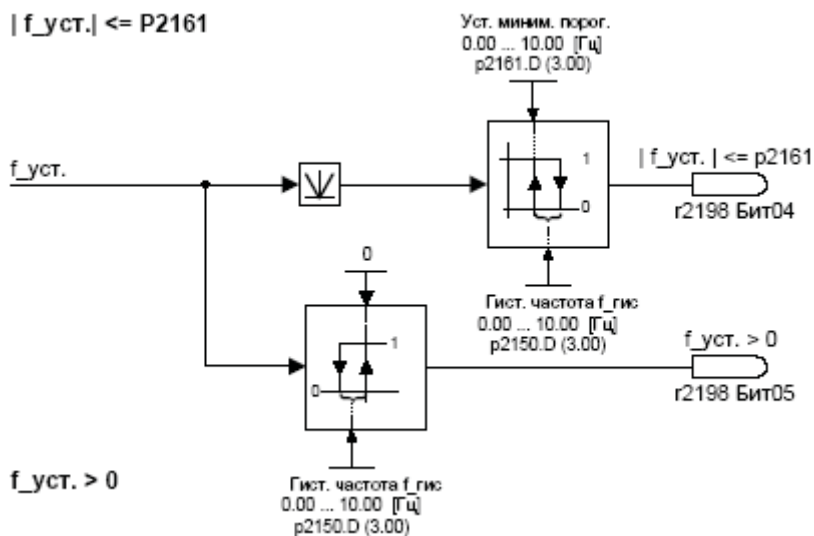 | f_уст.| <= P2161
Уст. миним. порог.
0.00 ... 10.00 [Гц]
p2161.D (3.00)
f_уст.
1
0
| f_уст. | <= p2161
r2198 Бит04
Гист. частота f_гис
0.00 ... 10.00 [Гц]
p2150.D (3.00)
0
1
0
f_уст. > 0
r2198 Бит05
f_уст. > 0
Гист. частота f_гис
0.00 ... 10.00 [Гц]
p2150.D (3.00)